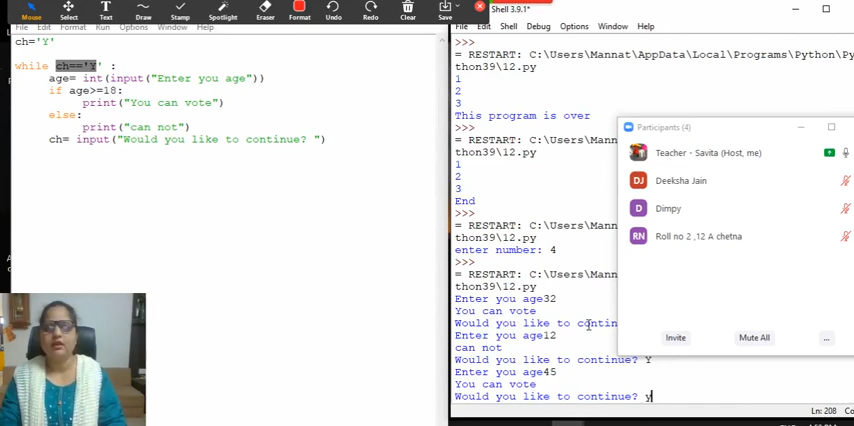 Mouse Select Text Draw Stamp Spotlight Eraser Format Undo Redo Clear Save
Shell 3.9.1*
File Edit Format Run Options Window Help
File Edit Shell Debug Options Window Help
ch='Y'
while ch=='Y' :
age= int(input("Enter you age"))
if age>=18:
print("You can vote")
else:
print("can not")
ch= input("Would you like to continue? ")
>>>
= RESTART: C:\Users\Mannat\AppData\Local\Programs\Python\Py
thon39\12.py
1
2
3
This program is over
>>>
= RESTART: C:\Users\Man
thon39\12.py
1
2
3
End
>>>
= RESTART: C:\Users\Man
thon39\12.py
enter number: 4
>>>
= RESTART: C:\Users\Man
thon39\12.py
Enter you age32
You can vote
Would you like to contin
Enter you age12
can not
Would you like to continue? Y
Enter you age45
You can vote
Would you like to continue? y
Ln: 208 Co
Participants (4)
Teacher - Savita (Host, me)
DJ Deeksha Jain
D Dimpy
RN Roll no 2 ,12 A chetna
Invite Mute All ...